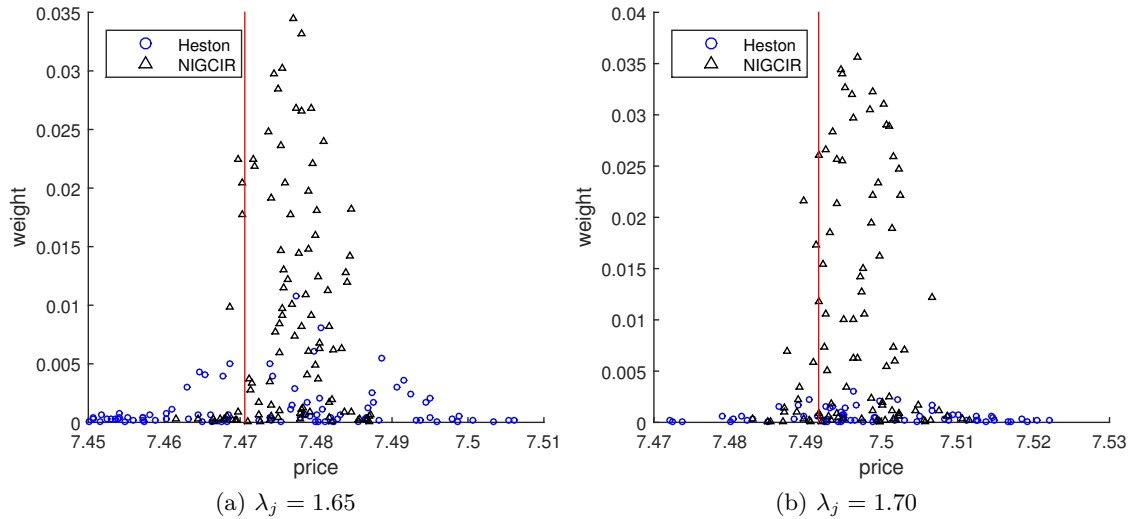 0.035
0.03
0.025
0.02
0.015
0.01
0.005
0
weight
Heston
NIGCIR
7.45 7.46 7.47 7.48 7.49 7.5 7.51
price
(a) λj = 1.65
0.04
0.035
0.03
0.025
0.02
0.015
0.01
0.005
0
weight
Heston
NIGCIR
7.47 7.48 7.49 7.5 7.51 7.52 7.53
price
(b) λj = 1.70